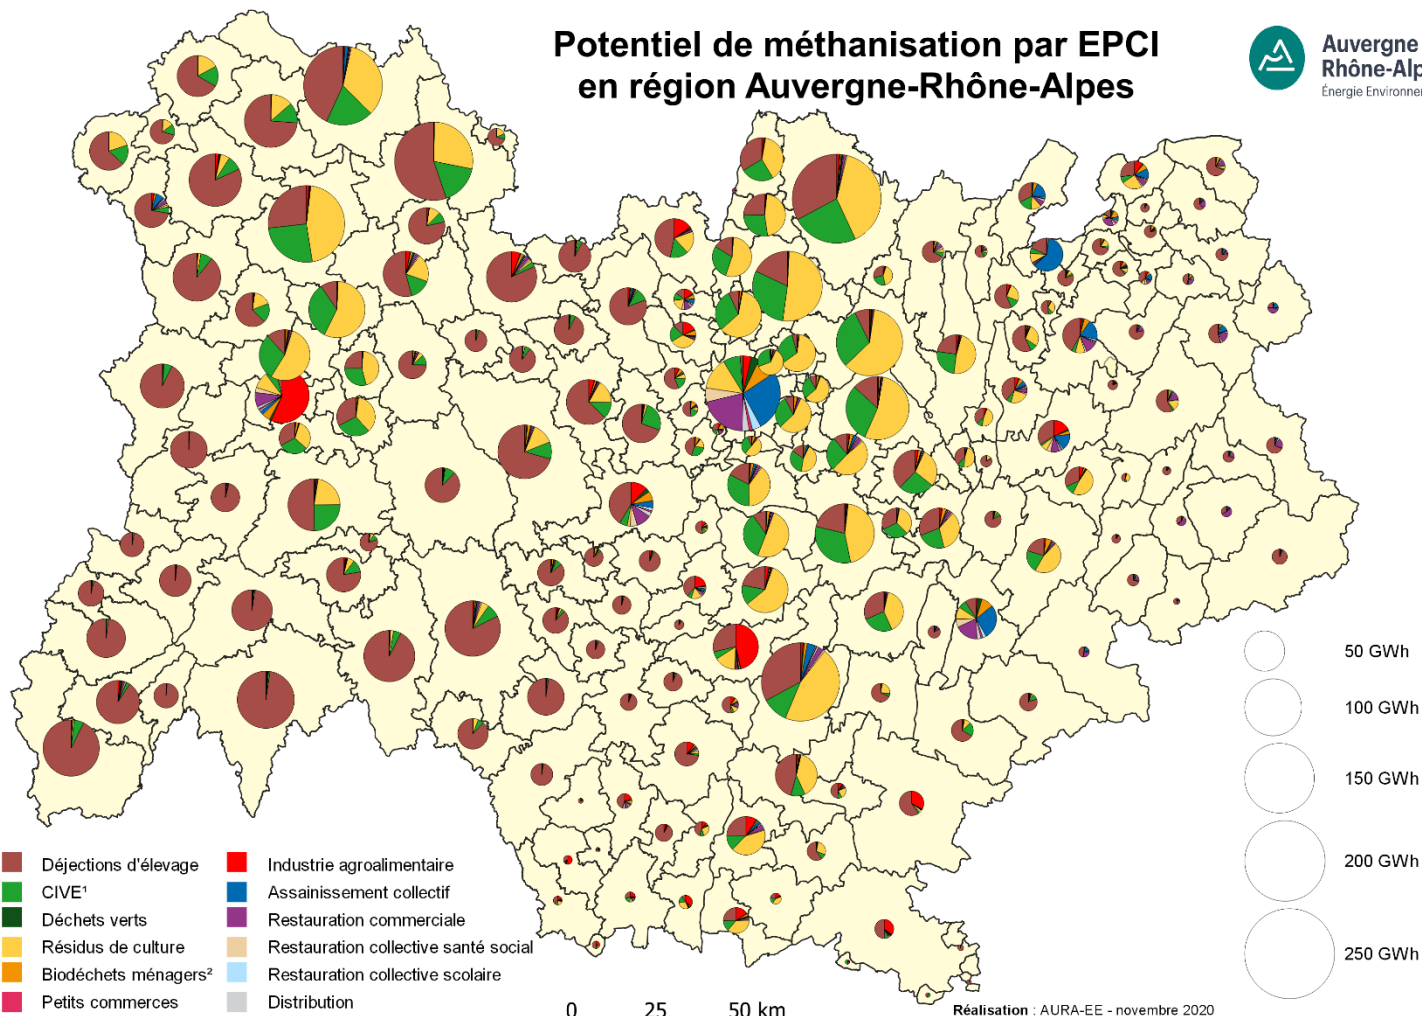 Potentiel de méthanisation par EPCI
en région Auvergne-Rhône-Alpes
Auvergne
Rhône-Alp
Énergie Environnem
50 GWh
100 GWh
150 GWh
200 GWh
250 GWh
Déjections d'élevage
CIVE¹
Déchets verts
Résidus de culture
Biodéchets ménagers²
Petits commerces
Industrie agroalimentaire
Assainissement collectif
Restauration commerciale
Restauration collective santé social
Restauration collective scolaire
Distribution
0 25 50 km
Réalisation : AURA-EE - novembre 2020